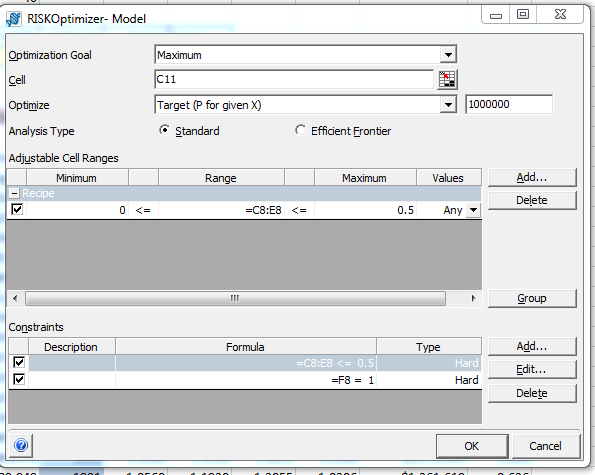 RISKOptimizer- Model
Optimization Goal Maximum
Cell C11
Optimize Target (P for given X) 1000000
Analysis Type Standard Efficient Frontier
Adjustable Cell Ranges
Minimum Range Maximum Values Add...
Recipe Delete
0 <= =C8:E8 <= 0.5 Any
Group
Constraints
Description Formula Type Add...
=C8:E8 <= 0.5 Hard Edit...
=F8 = 1 Hard Delete
OK Cancel